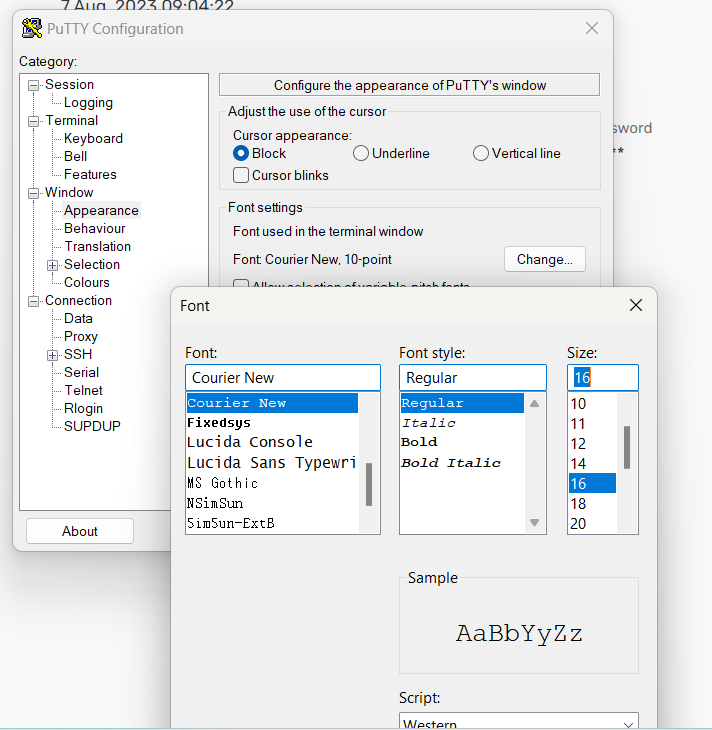 7 Aug, 2023 09:04:22
PuTTY Configuration
Category:
Session
Logging
Terminal
Keyboard
Bell
Features
Window
Appearance
Behaviour
Translation
Selection
Colours
Connection
Data
Proxy
SSH
Serial
Telnet
Rlogin
SUPDUP
About
Configure the appearance of PuTTY's window
Adjust the use of the cursor
Cursor appearance:
Block Underline Vertical line
Cursor blinks
Font settings
Font used in the terminal window
Font: Courier New, 10-point Change...
Allow selection of variable-pitch fonts
sword
**
Font
Font: Font style: Size:
Courier New Regular 16
Courier New
Fixedsys
Lucida Console
Lucida Sans Typewri
MS Gothic
NSimSun
SimSun-ExtB
Regular
Italic
Bold
Bold Italic
10
11
12
14
16
18
20
Sample
AaBbYyZz
Script:
Western